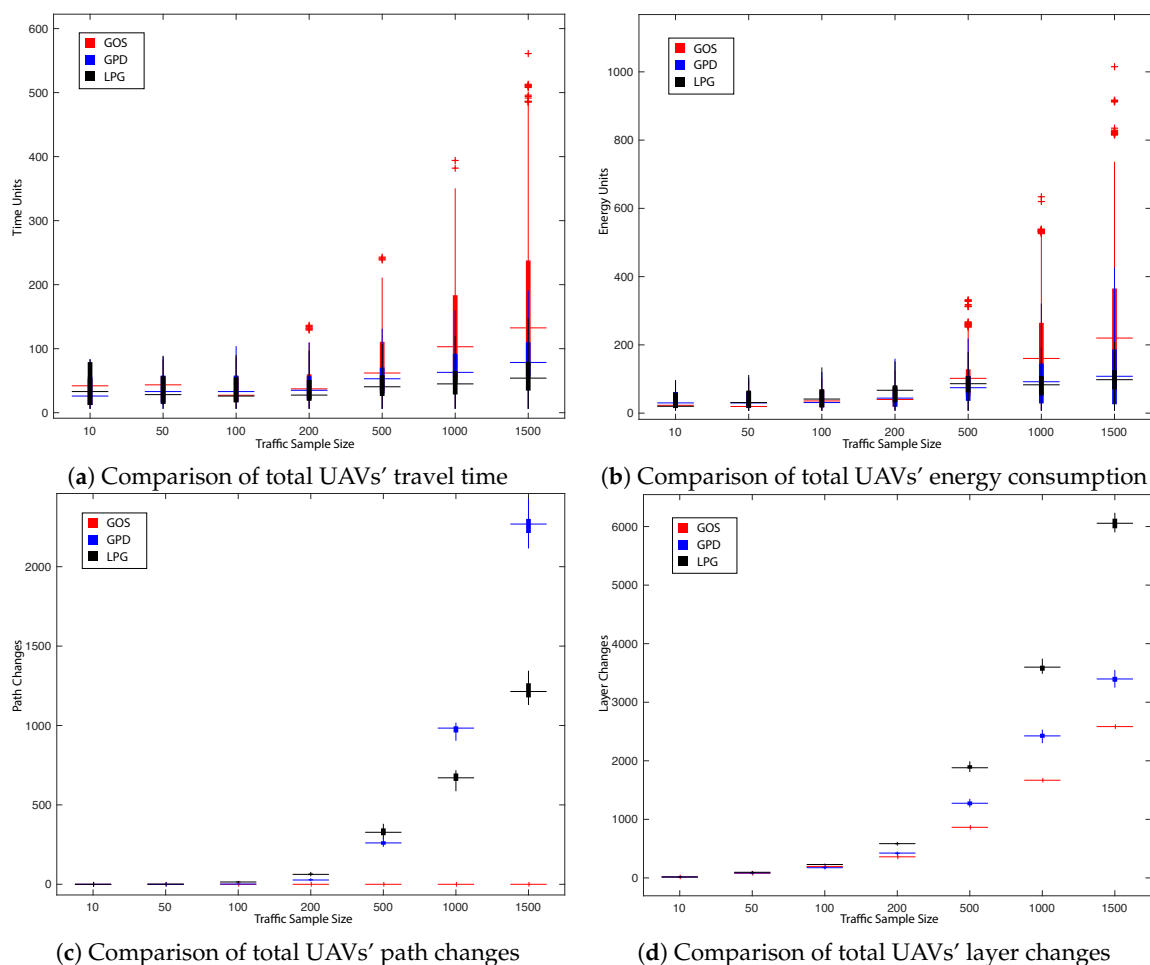 600
500
400
300
200
100
0
Time Units
GOS
GPD
LPG
10 50 100 200 500 1000 1500
Traffic Sample Size
(a) Comparison of total UAVs’ travel time
1000
800
600
400
200
0
Energy Units
GOS
GPD
LPG
10 50 100 200 500 1000 1500
Traffic Sample Size
(b) Comparison of total UAVs’ energy consumption
2000
1500
1000
500
0
Path Changes
GOS
GPD
LPG
10 50 100 200 500 1000 1500
Traffic Sample Size
(c) Comparison of total UAVs’ path changes
6000
5000
4000
3000
2000
1000
0
Layer Changes
GOS
GPD
LPG
10 50 100 200 500 1000 1500
Traffic Sample Size
(d) Comparison of total UAVs’ layer changes